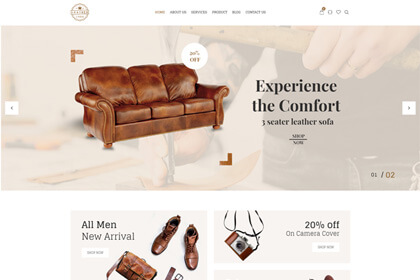 HOME ABOUT US SERVICES PRODUCT BLOG CONTACT US
20%
OFF
Experience
the Comfort
3 seater leather sofa
SHOP
NOW
01 / 02
All Men
New Arrival
SHOP NOW
20% off
On Camera Cover
SHOP NOW